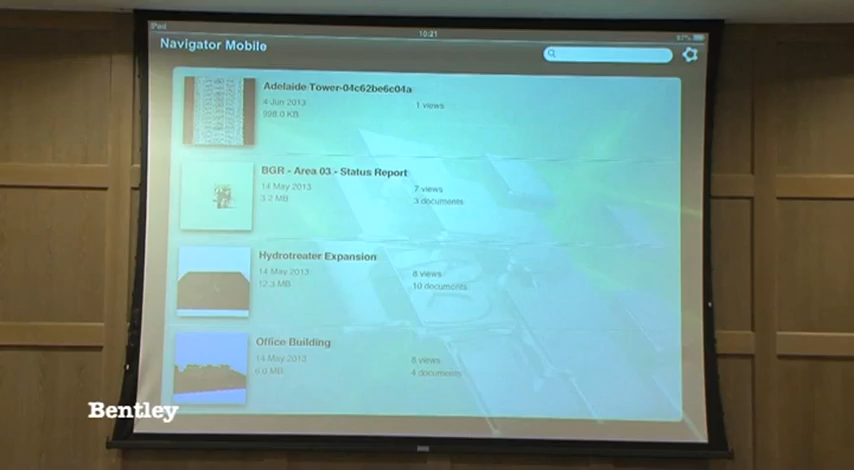 iPad
10:21
87%
Navigator Mobile
Adelaide Tower-04c62be6c04a
4 Jun 2013
1 views
998.0 KB
BGR - Area 03 - Status Report
14 May 2013
7 views
3.2 MB
3 documents
Hydrotreater Expansion
14 May 2013
8 views
12.3 MB
10 documents
Office Building
14 May 2013
8 views
6.0 MB
4 documents
Bentley